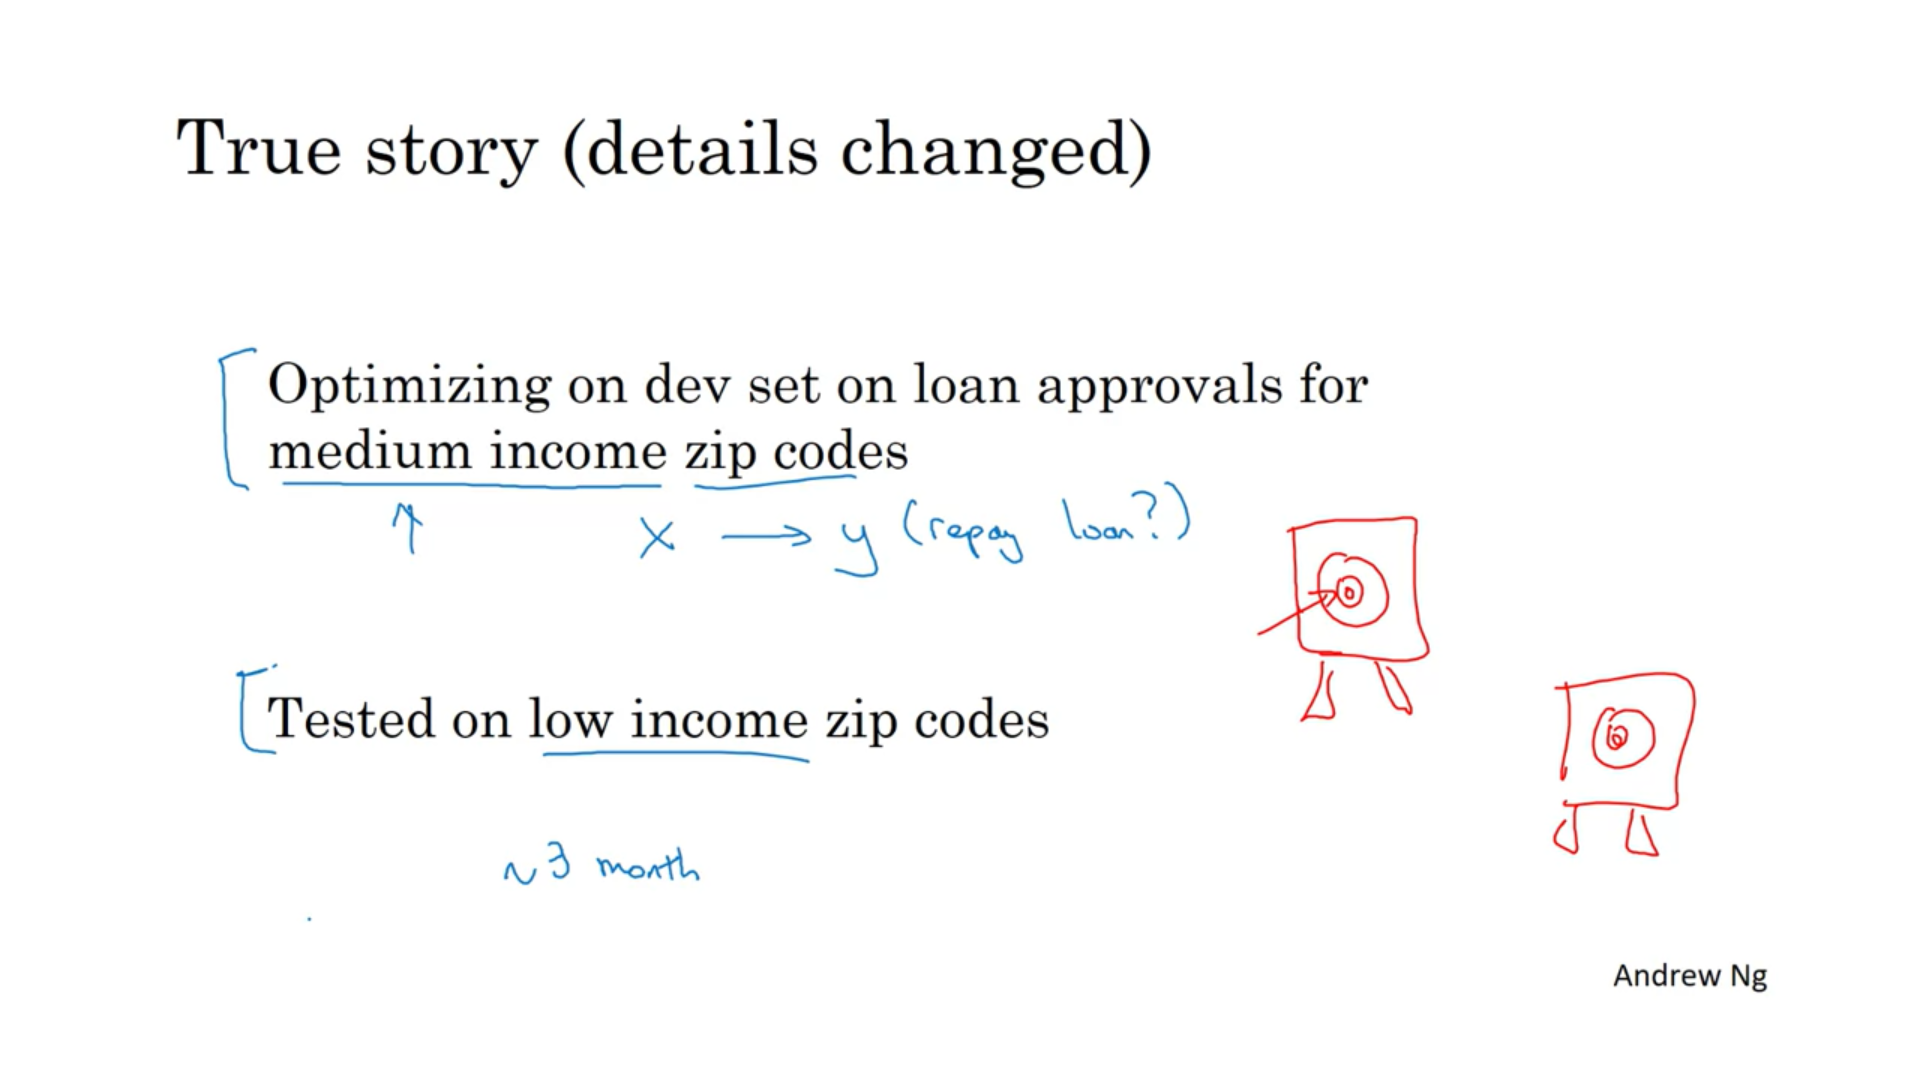 True story (details changed)
Optimizing on dev set on loan approvals for
medium income zip codes
x → y (repay loan?)
Tested on low income zip codes
~3 month
Andrew Ng